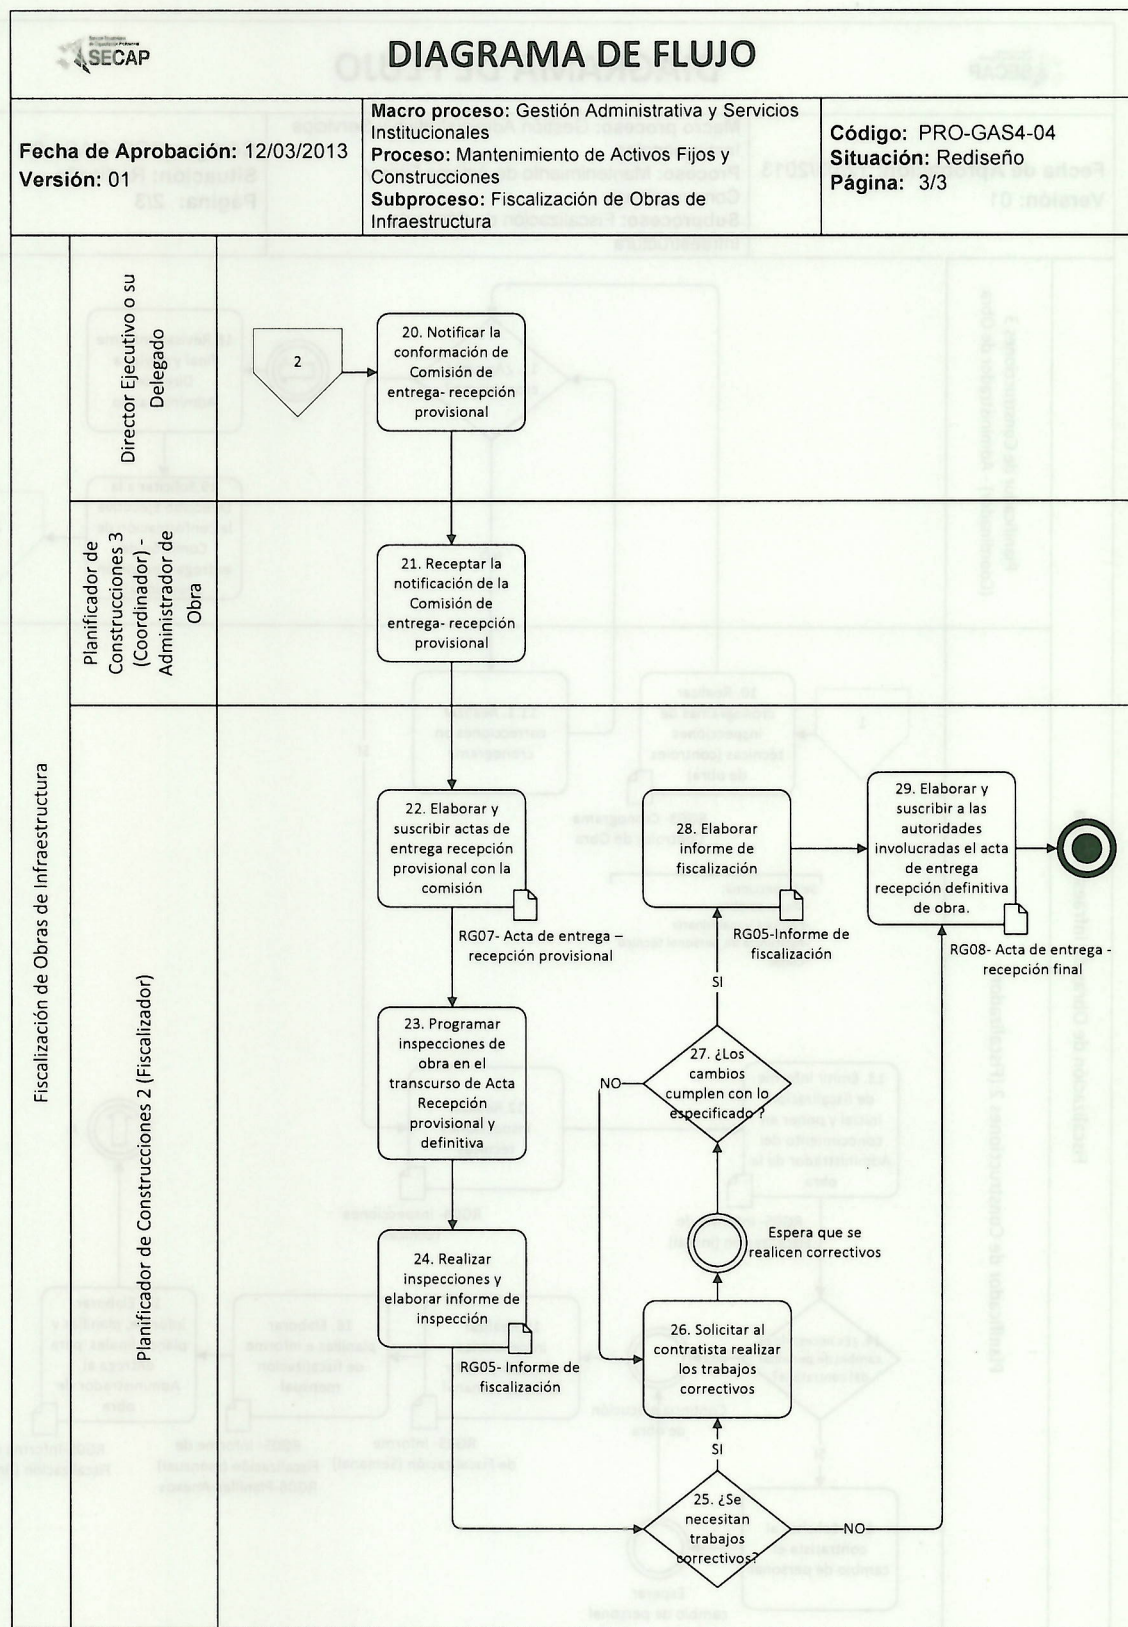 SECAP
DIAGRAMA DE FLUJO
Fecha de Aprobación: 12/03/2013
Versión: 01
Macro proceso: Gestión Administrativa y Servicios
Institucionales
Proceso: Mantenimiento de Activos Fijos y
Construcciones
Subproceso: Fiscalización de Obras de
Infraestructura
Código: PRO-GAS4-04
Situación: Rediseño
Página: 3/3
Fiscalización de Obras de Infraestructura
Director Ejecutivo o su
Delegado
2
20. Notificar la
conformación de
Comisión de
entrega- recepción
provisional
Planificador de
Construcciones 3
(Coordinador) -
Administrador de
Obra
21. Receptar la
notificación de la
Comisión de
entrega- recepción
provisional
Planificador de Construcciones 2 (Fiscalizador)
22. Elaborar y
suscribir actas de
entrega recepción
provisional con la
comisión
RG07- Acta de entrega –
recepción provisional
23. Programar
inspecciones de
obra en el
transcurso de Acta
Recepción
provisional y
definitiva
24. Realizar
inspecciones y
elaborar informe de
inspección
RG05- Informe de
fiscalización
25. ¿Se
necesitan
trabajos
correctivos?
SI
NO
26. Solicitar al
contratista realizar
los trabajos
correctivos
Espera que se
realicen correctivos
27. ¿Los
cambios
cumplen con lo
especificado ?
NO
SI
28. Elaborar
informe de
fiscalización
RG05-Informe de
fiscalización
29. Elaborar y
suscribir a las
autoridades
involucradas el acta
de entrega
recepción definitiva
de obra.
RG08- Acta de entrega -
recepción final